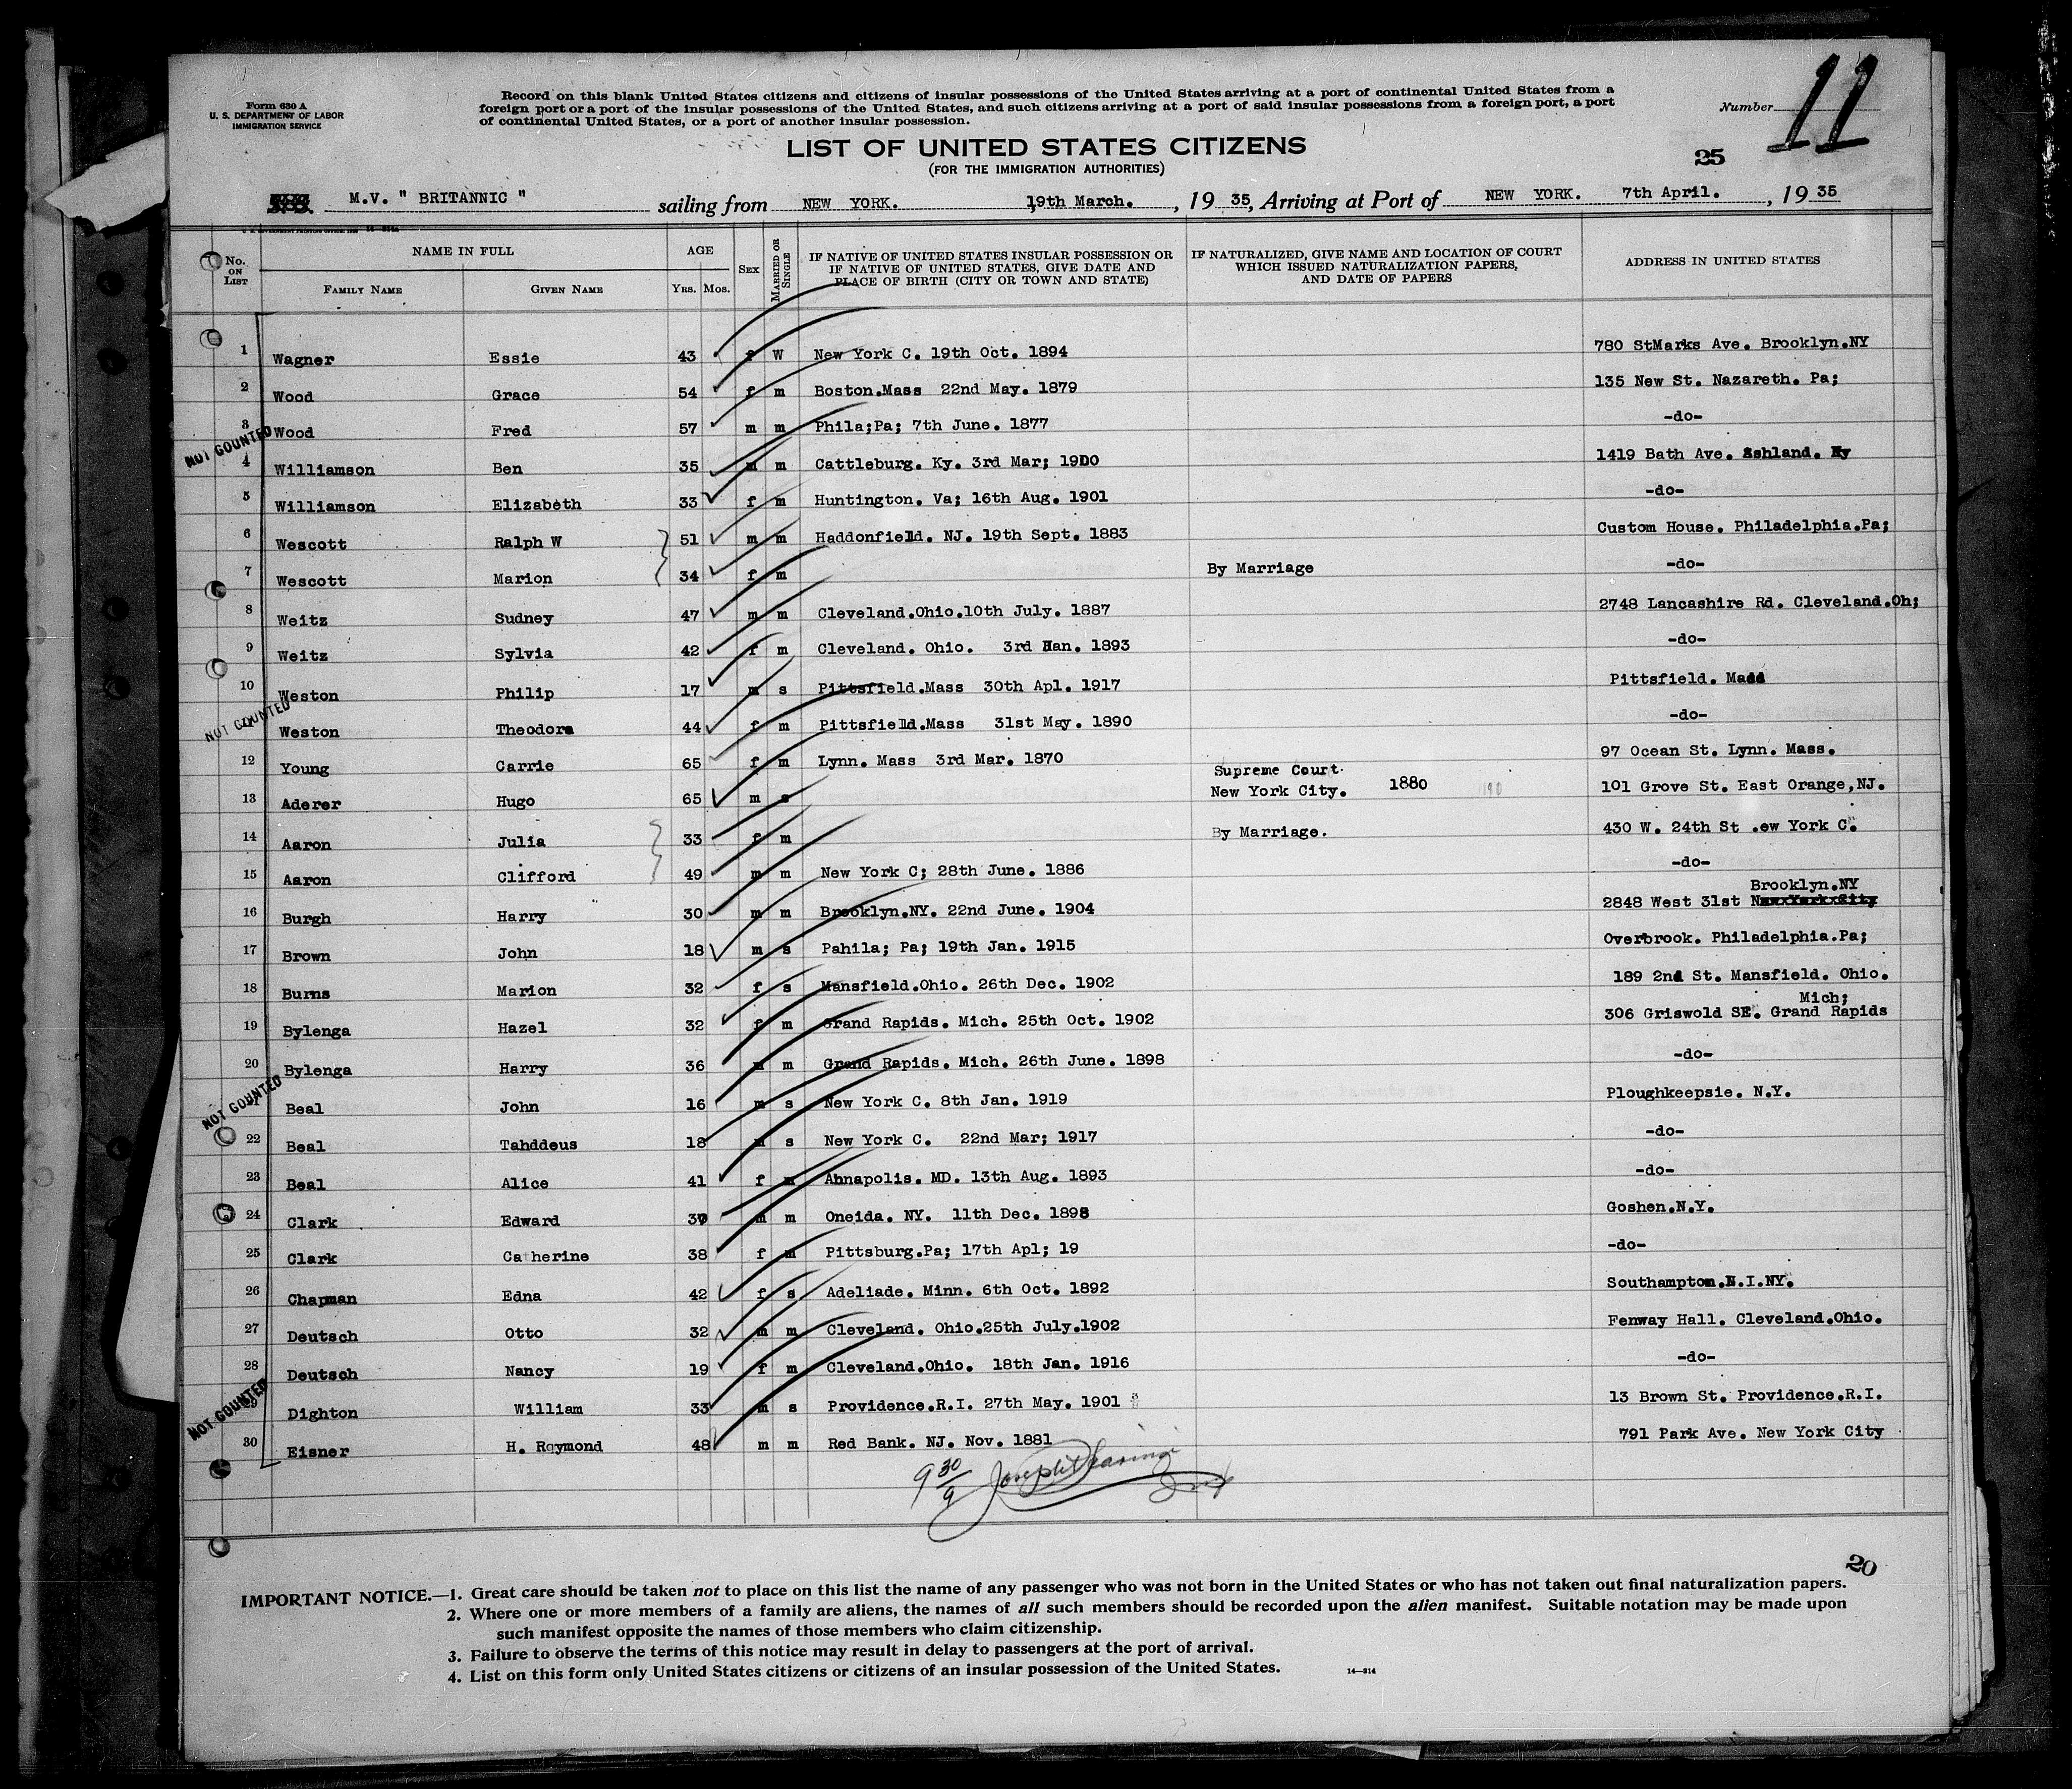 Form 630 A
U. S. DEPARTMENT OF LABOR
IMMIGRATION SERVICE
Record on this blank United States citizens and citizens of insular possessions of the United States arriving at a port of continental United States from a
foreign port or a port of the insular possessions of the United States, and such citizens arriving at a port of said insular possessions from a foreign port, a port
of continental United States, or a port of another insular possession.
Number 11
LIST OF UNITED STATES CITIZENS
(FOR THE IMMIGRATION AUTHORITIES)
25
M.V. " BRITANNIC " sailing from NEW YORK. 19th March. , 19 35, Arriving at Port of NEW YORK. 7th April. , 19 35
No. ON LIST NAME IN FULL AGE SEX MARRIED OR SINGLE IF NATIVE OF UNITED STATES INSULAR POSSESSION OR IF NATIVE OF UNITED STATES, GIVE DATE AND PLACE OF BIRTH (CITY OR TOWN AND STATE) IF NATURALIZED, GIVE NAME AND LOCATION OF COURT WHICH ISSUED NATURALIZATION PAPERS, AND DATE OF PAPERS ADDRESS IN UNITED STATES
FAMILY NAME GIVEN NAME YRS. MOS.
1 Wagner Essie 43 f W New York C. 19th Oct. 1894 780 StMarks Ave. Brooklyn.NY
2 Wood Grace 54 f m Boston.Mass 22nd May. 1879 135 New St. Nazareth. Pa;
3 Wood Fred 57 m m Phila;Pa; 7th June. 1877 -do-
NOT COUNTED
4 Williamson Ben 35 m m Cattleburg. Ky. 3rd Mar; 1900 1419 Bath Ave. Ashland. Ky
5 Williamson Elizabeth 33 f m Huntington. Va; 16th Aug. 1901 -do-
6 Wescott Ralph W 51 m m Haddonfield. NJ. 19th Sept. 1883 Custom House. Philadelphia.Pa;
7 Wescott Marion 34 f m By Marriage -do-
8 Weitz Sudney 47 m m Cleveland.Ohio.10th July. 1887 2748 Lancashire Rd. Cleveland.Oh;
9 Weitz Sylvia 42 f m Cleveland. Ohio. 3rd Han. 1893 -do-
10 Weston Philip 17 m s Pittsfield.Mass 30th Apl. 1917 Pittsfield. Madd
NOT COUNTED
Weston Theodora 44 f m Pittsfield.Mass 31st May. 1890 -do-
12 Young Carrie 65 f m Lynn. Mass 3rd Mar. 1870 97 Ocean St. Lynn. Mass.
13 Aderer Hugo 65 m s Supreme Court New York City. 1880 101 Grove St. East Orange,NJ.
14 Aaron Julia 33 f m By Marriage. 430 W. 24th St .ew York C.
15 Aaron Clifford 49 m m New York C; 28th June. 1886 -do-
Brooklyn.NY
16 Burgh Harry 30 m m Brooklyn.NY. 22nd June. 1904 2848 West 31st
17 Brown John 18 m s Pahila; Pa; 19th Jan. 1915 Overbrook. Philadelphia.Pa;
18 Burns Marion 32 f s Mansfield.Ohio. 26th Dec. 1902 189 2nd St. Mansfield. Ohio.
Mich;
19 Bylenga Hazel 32 f m Grand Rapids. Mich. 25th Oct. 1902 306 Griswold SE. Grand Rapids
20 Bylenga Harry 36 m m Grand Rapids. Mich. 26th June. 1898 -do-
NOT COUNTED
Beal John 16 m s New York C. 8th Jan. 1919 Ploughkeepsie. N.Y.
22 Beal Tahddeus 18 m s New York C. 22nd Mar; 1917 -do-
23 Beal Alice 41 f m Annapolis. MD. 13th Aug. 1893 -do-
24 Clark Edward m m Oneida. NY. 11th Dec. 1898 Goshen.N.Y.
25 Clark Catherine 38 f m Pittsburg.Pa; 17th Apl; 19 -do-
26 Chapman Edna 42 f s Adeliade. Minn. 6th Oct. 1892 Southampton.N.I.NY.
27 Deutsch Otto 32 m m Cleveland. Ohio.25th July.1902 Fenway Hall. Cleveland.Ohio.
28 Deutsch Nancy 19 f m Cleveland.Ohio. 18th Jan. 1916 -do-
NOT COUNTED
29 Dighton William 33 m s Providence.R.I. 27th May. 1901 13 Brown St. Providence.R.I.
30 Eisner H. Raymond 48 m m Red Bank. NJ. Nov. 1881 791 Park Ave. New York City
9 30/9 Joseph
20
IMPORTANT NOTICE.—1. Great care should be taken not to place on this list the name of any passenger who was not born in the United States or who has not taken out final naturalization papers.
2. Where one or more members of a family are aliens, the names of all such members should be recorded upon the alien manifest. Suitable notation may be made upon
such manifest opposite the names of those members who claim citizenship.
3. Failure to observe the terms of this notice may result in delay to passengers at the port of arrival.
4. List on this form only United States citizens or citizens of an insular possession of the United States.
14—314